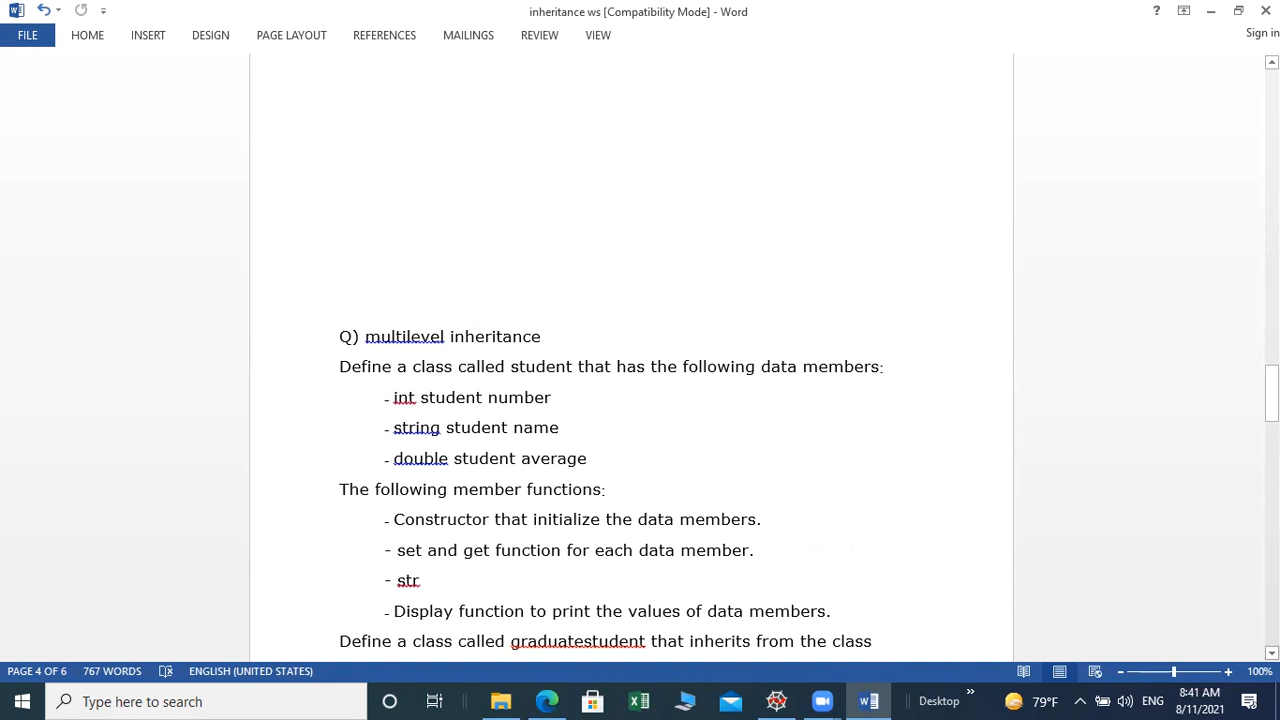 inheritance ws [Compatibility Mode] - Word
?
FILE HOME INSERT DESIGN PAGE LAYOUT REFERENCES MAILINGS REVIEW VIEW Sign in
Q) multilevel inheritance
Define a class called student that has the following data members:
- int student number
- string student name
- double student average
The following member functions:
- Constructor that initialize the data members.
- set and get function for each data member.
- str
- Display function to print the values of data members.
Define a class called graduatestudent that inherits from the class
PAGE 4 OF 6 767 WORDS ENGLISH (UNITED STATES) 100%
Type here to search Desktop 79°F ENG 8:41 AM
8/11/2021